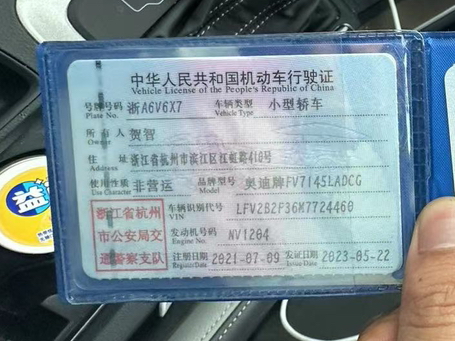 中华人民共和国机动车行驶证
Vehicle License of the People's Republic of China
号牌号码 浙A6V6X7 车辆类型 小型轿车
Plate No. Vehicle Type
所有人 贺智
Owner
住址 浙江省杭州市滨江区江虹路410号
Address
使用性质 非营运 品牌型号 奥迪牌FV7145LADCG
Use Character Model
浙江省杭州
市公安局交
通警察支队
车辆识别代号 LFV2B2F36M7724460
VIN
发动机号码 NV1204
Engine No.
注册日期 2021-07-09 发证日期 2023-05-22
Register Date Issue Date
益